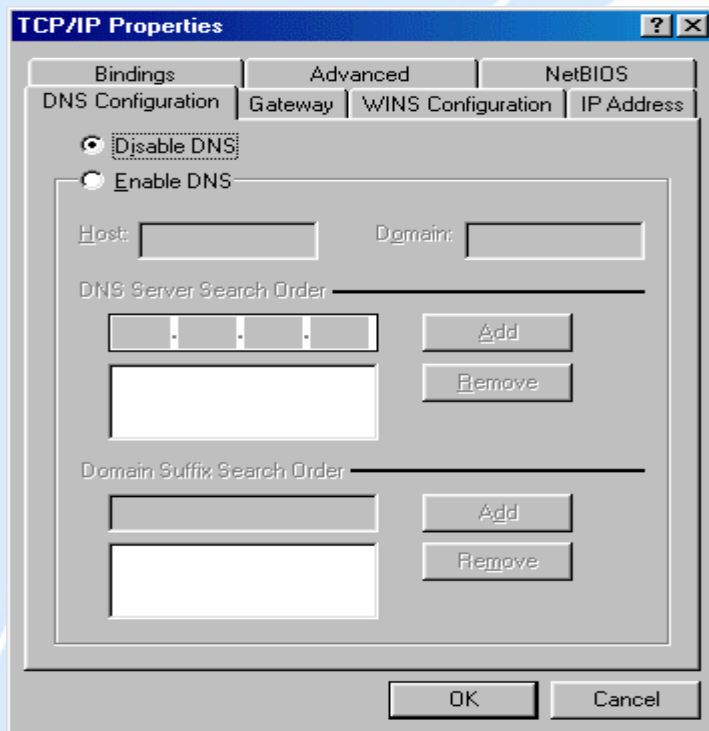 TCP/IP Properties
Bindings Advanced NetBIOS
DNS Configuration Gateway WINS Configuration IP Address
Disable DNS
Enable DNS
Host: Domain:
DNS Server Search Order
Add
Remove
Domain Suffix Search Order
Add
Remove
OK Cancel